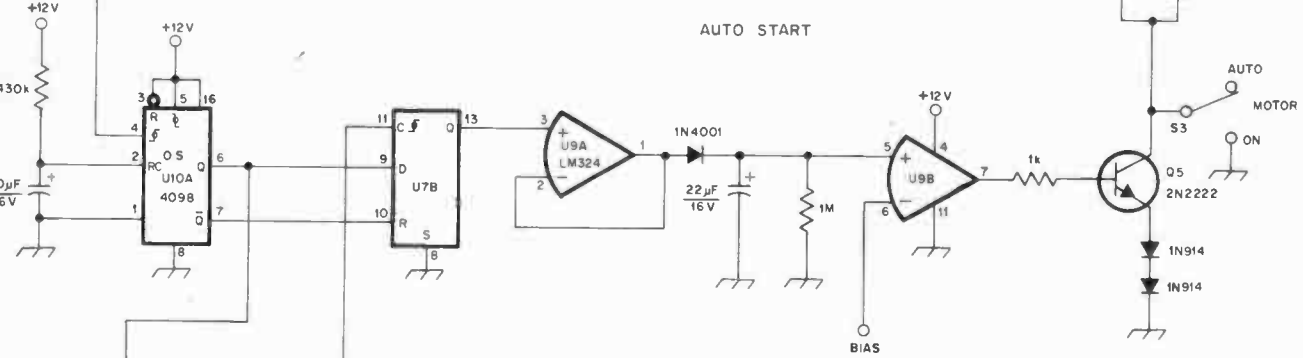 +12V
+12V
AUTO START
430k
3 5 16
R
4
2 RC OS Q 6
U10A
4098
1 Q̅ 7
8
16V
11 C Q 13
9 D
U7B
10 R
S
8
3 + 1
U9A
LM324
2 −
1N4001
+
22µF
16V
1M
+12V
5 + 4
U9B 7
6 − 11
BIAS
1k
Q5
2N2222
1N914
1N914
AUTO
MOTOR
S3
ON